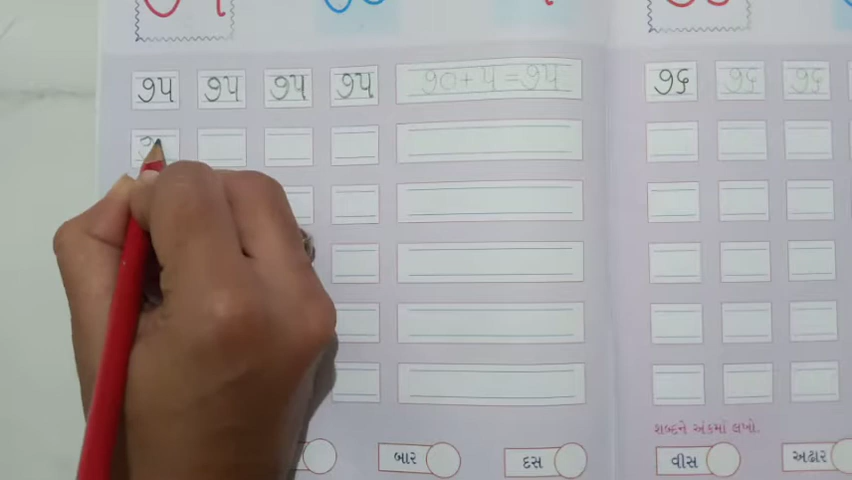 ૧૫ ૧૫ ૧૫ ૧૫ ૧૦+૫=૧૫ ૧૬ ૧૬ ૧૬
શબ્દને અંકમાં લખો.
બાર દસ વીસ અઢાર